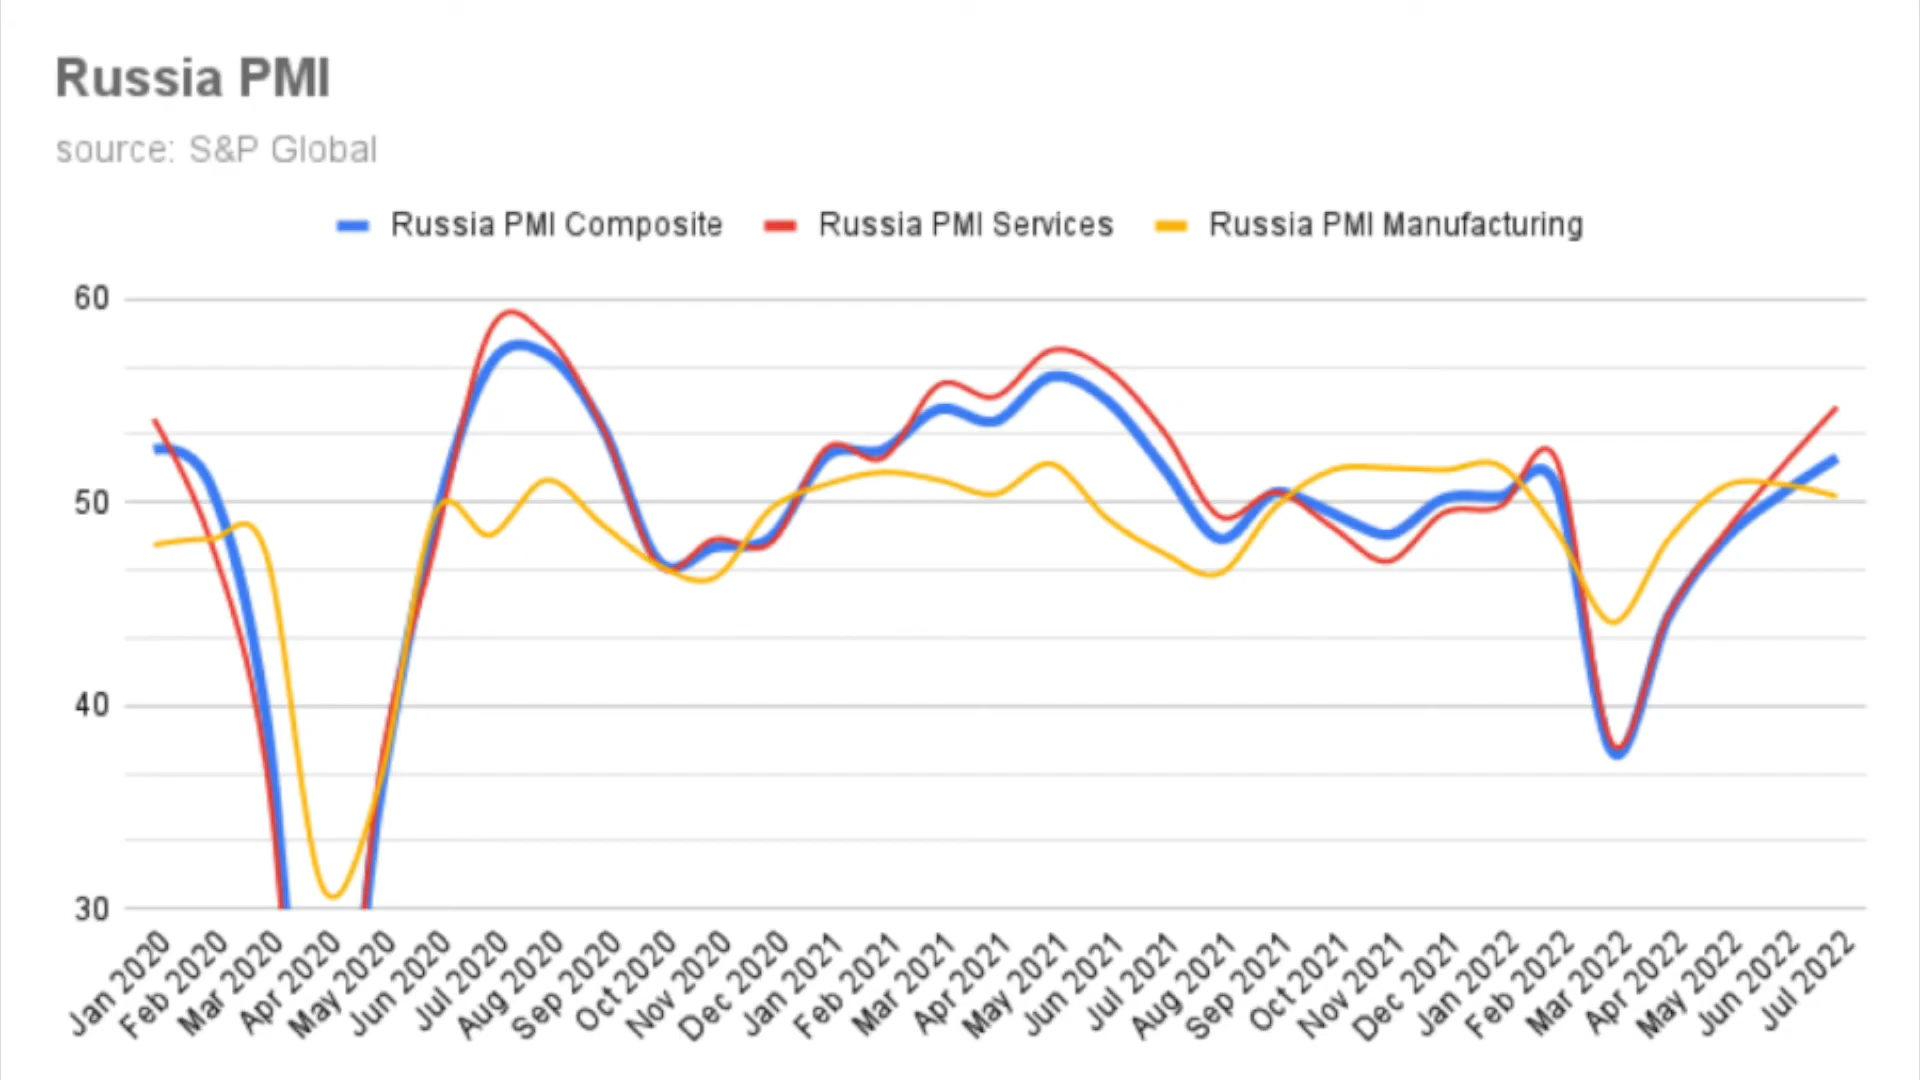 Russia PMI
source: S&P Global
Russia PMI Composite Russia PMI Services Russia PMI Manufacturing
60
50
40
30
Jan 2020
Feb 2020
Mar 2020
Apr 2020
May 2020
Jun 2020
Jul 2020
Aug 2020
Sep 2020
Oct 2020
Nov 2020
Dec 2020
Jan 2021
Feb 2021
Mar 2021
Apr 2021
May 2021
Jun 2021
Jul 2021
Aug 2021
Sep 2021
Oct 2021
Nov 2021
Dec 2021
Jan 2022
Feb 2022
Mar 2022
Apr 2022
May 2022
Jun 2022
Jul 2022